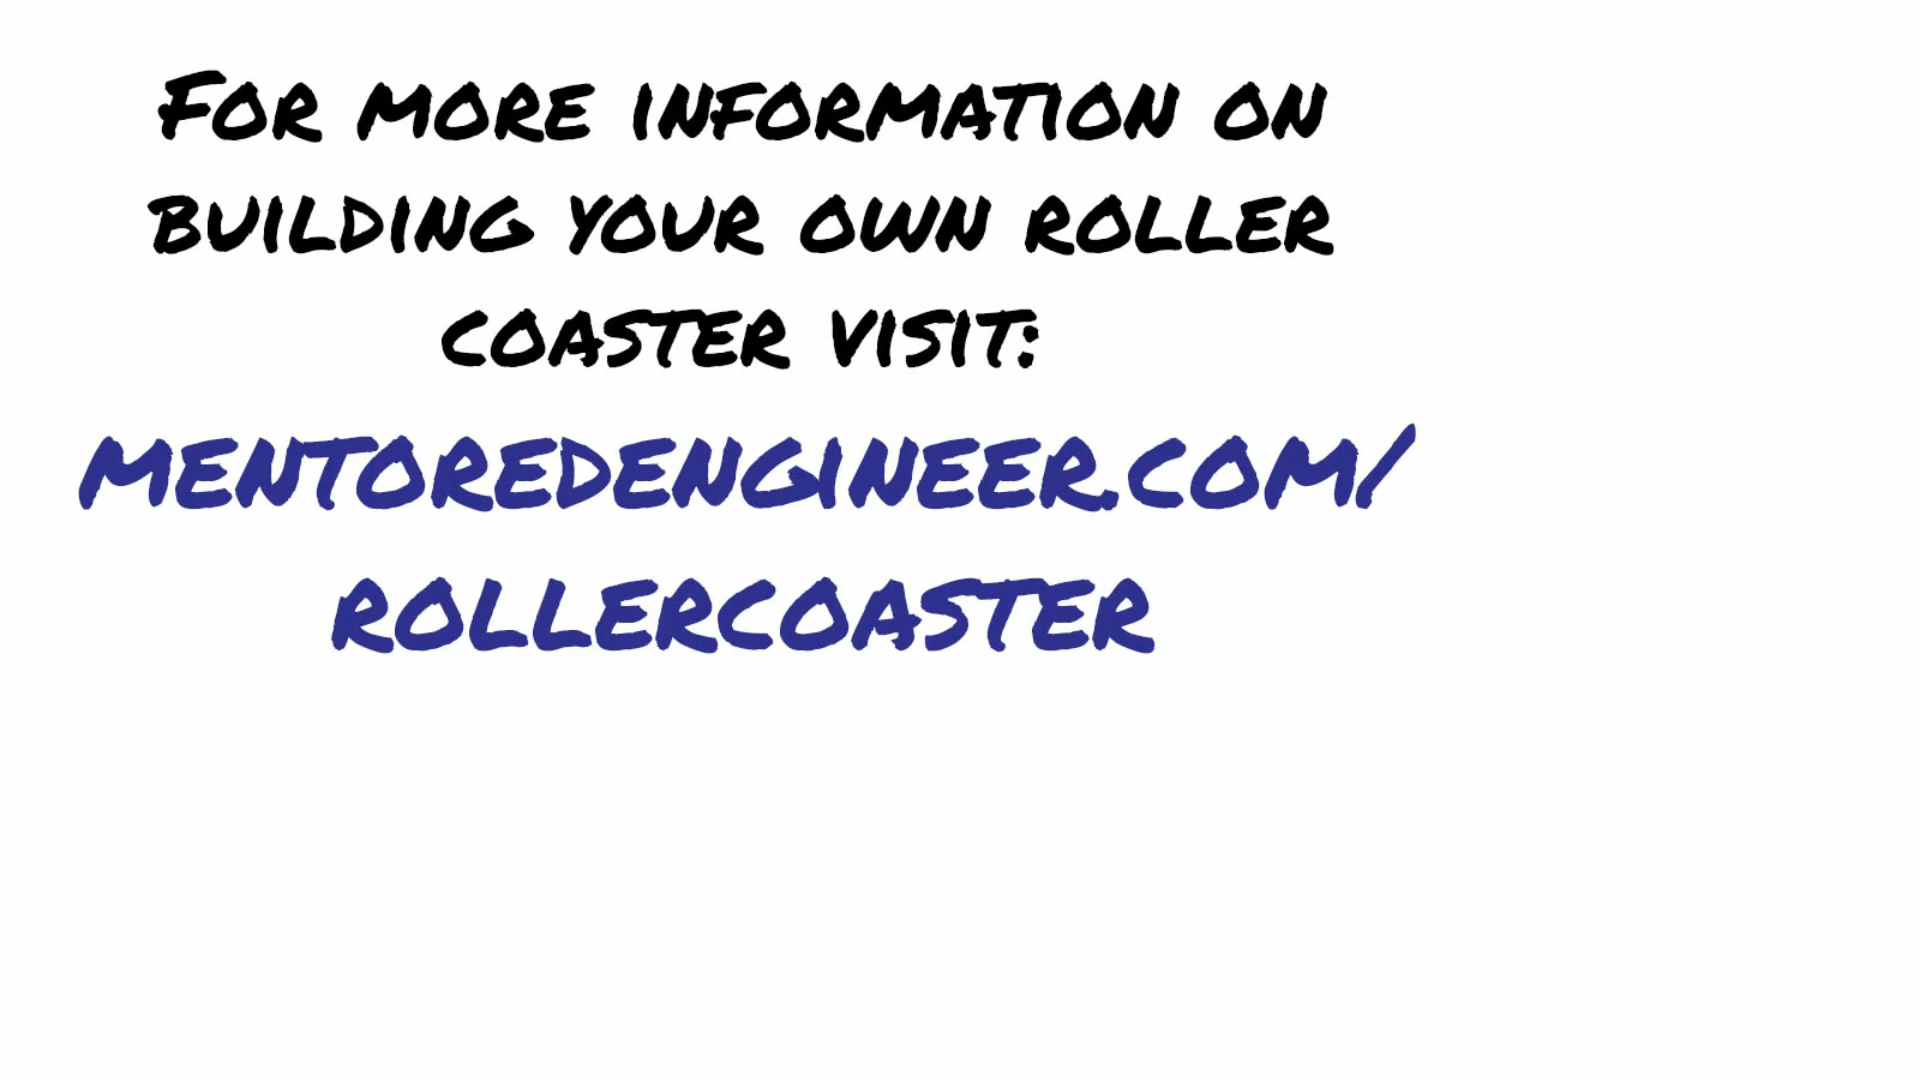 For more information on
building your own roller
coaster visit:
mentoredengineer.com/
rollercoaster